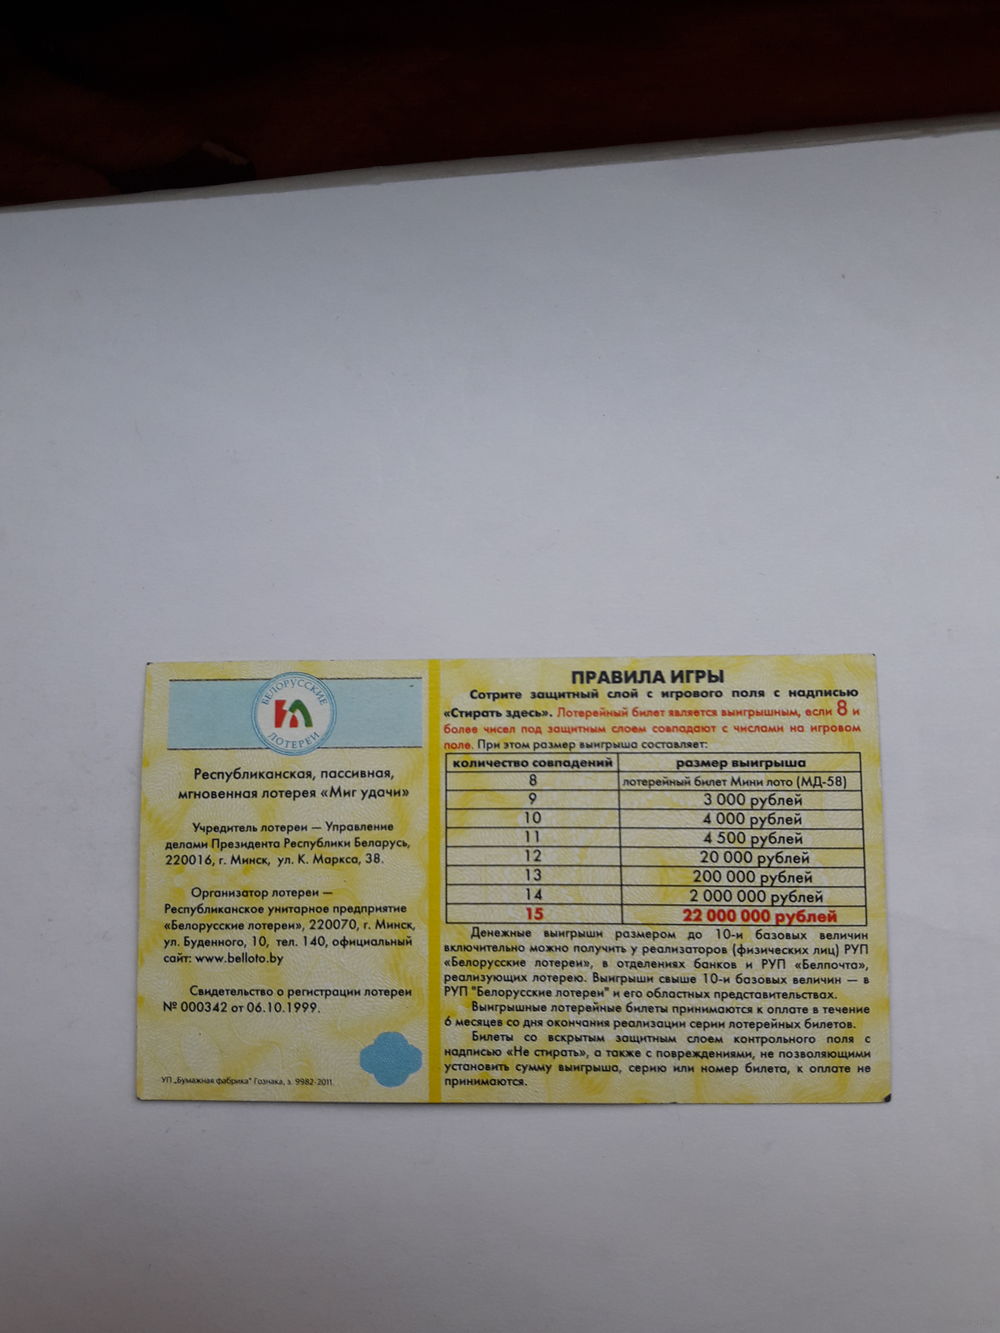 БЕЛОРУССКИЕ
ЛОТЕРЕИ
Республиканская, пассивная,
мгновенная лотерея «Миг удачи»
Учредитель лотереи — Управление
делами Президента Республики Беларусь,
220016, г. Минск, ул. К. Маркса, 38.
Организатор лотереи —
Республиканское унитарное предприятие
«Белорусские лотереи», 220070, г. Минск,
ул. Буденного, 10, тел. 140, официальный
сайт: www.belloto.by
Свидетельство о регистрации лотереи
№ 000342 от 06.10.1999.
УП „Бумажная фабрика" Гознака, з. 9982-2011.
ПРАВИЛА ИГРЫ
Сотрите защитный слой с игрового поля с надписью
«Стирать здесь». Лотерейный билет является выигрышным, если 8 и
более чисел под защитным слоем совпадают с числами на игровом
поле. При этом размер выигрыша составляет:
количество совпадений размер выигрыша
8 лотерейный билет Мини лото (МД-58)
9 3 000 рублей
10 4 000 рублей
11 4 500 рублей
12 20 000 рублей
13 200 000 рублей
14 2 000 000 рублей
15 22 000 000 рублей
Денежные выигрыши размером до 10-и базовых величин
включительно можно получить у реализаторов (физических лиц) РУП
«Белорусские лотереи», в отделениях банков и РУП «Белпочта»,
реализующих лотерею. Выигрыши свыше 10-и базовых величин — в
РУП "Белорусские лотереи" и его областных представительствах.
Выигрышные лотерейные билеты принимаются к оплате в течение
6 месяцев со дня окончания реализации серии лотерейных билетов.
Билеты со вскрытым защитным слоем контрольного поля с
надписью «Не стирать», а также с повреждениями, не позволяющими
установить сумму выигрыша, серию или номер билета, к оплате не
принимаются.